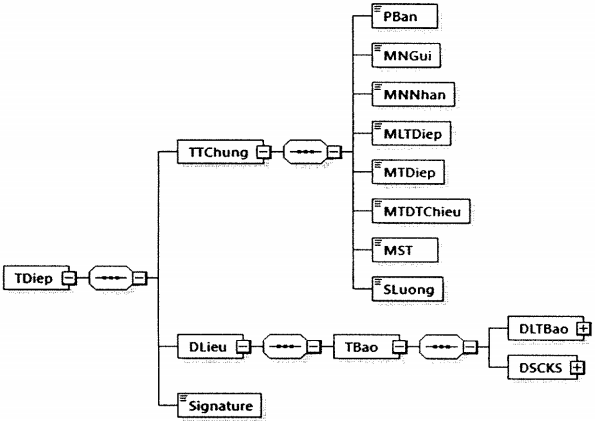 PBan
MNGui
MNNhan
MLTDiep
TTChung
MTDiep
MTDTChieu
MST
TDiep
SLuong
DLTBao
DLieu
TBao
DSCKS
Signature